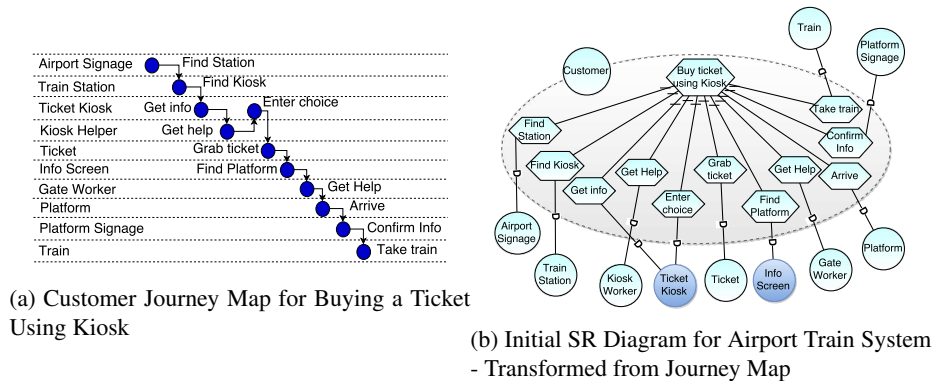 Airport Signage
Find Station
Train Station
Find Kiosk
Ticket Kiosk
Get info
Enter choice
Kiosk Helper
Get help
Ticket
Grab ticket
Info Screen
Find Platform
Gate Worker
Get Help
Platform
Arrive
Platform Signage
Confirm Info
Train
Take train
(a) Customer Journey Map for Buying a Ticket
Using Kiosk
Train
Platform
Signage
Customer
Buy ticket
using Kiosk
Take train
Find
Station
Confirm
Info
Find Kiosk
Get info
Get Help
Grab
ticket
Get Help
Arrive
Enter
choice
Find
Platform
Airport
Signage
Platform
Train
Station
Kiosk
Worker
Ticket
Kiosk
Ticket
Info
Screen
Gate
Worker
(b) Initial SR Diagram for Airport Train System
- Transformed from Journey Map